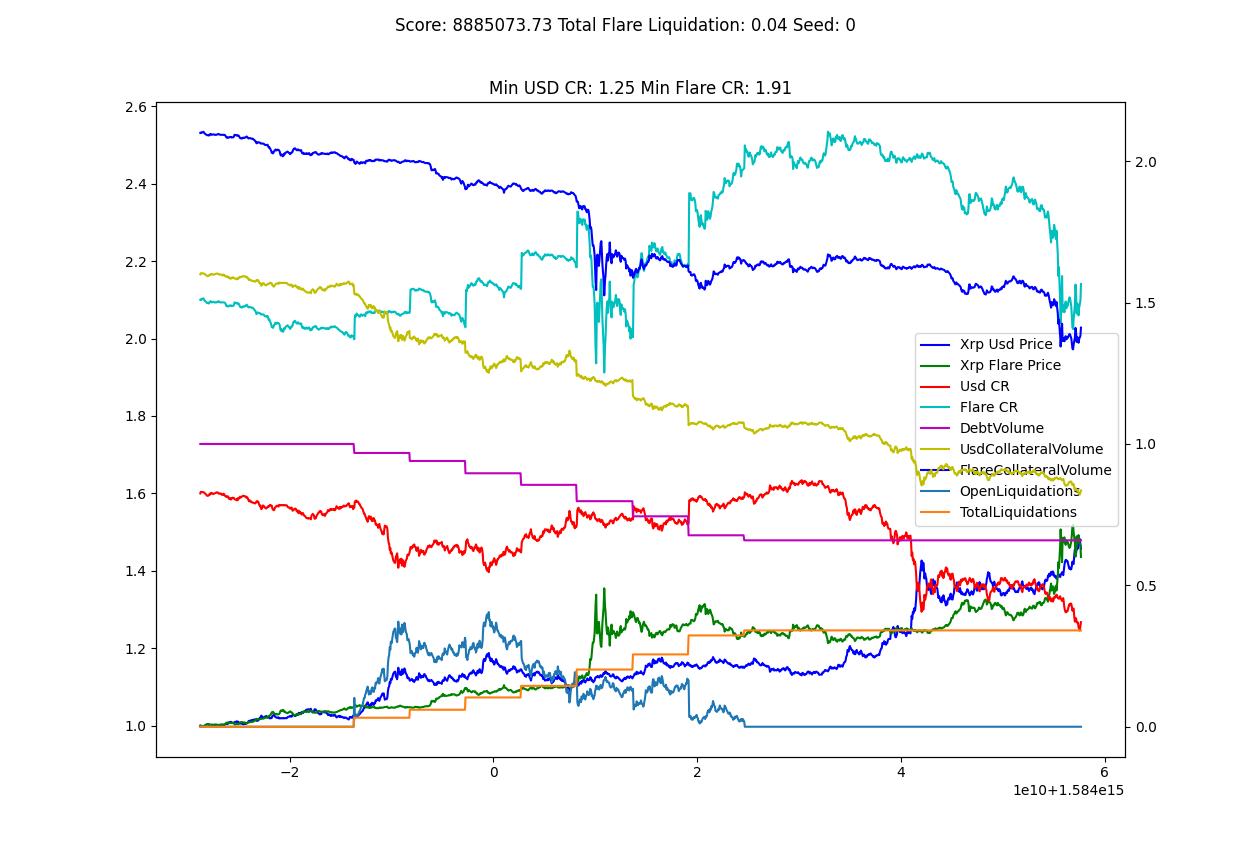 Score: 8885073.73 Total Flare Liquidation: 0.04 Seed: 0
Min USD CR: 1.25 Min Flare CR: 1.91
2.6
2.4
2.2
2.0
1.8
1.6
1.4
1.2
1.0
2.0
1.5
1.0
0.5
0.0
Xrp Usd Price
Xrp Flare Price
Usd CR
Flare CR
DebtVolume
UsdCollateralVolume
FlareCollateralVolume
OpenLiquidations
TotalLiquidations
−2 0 2 4 6
1e10+1.584e15